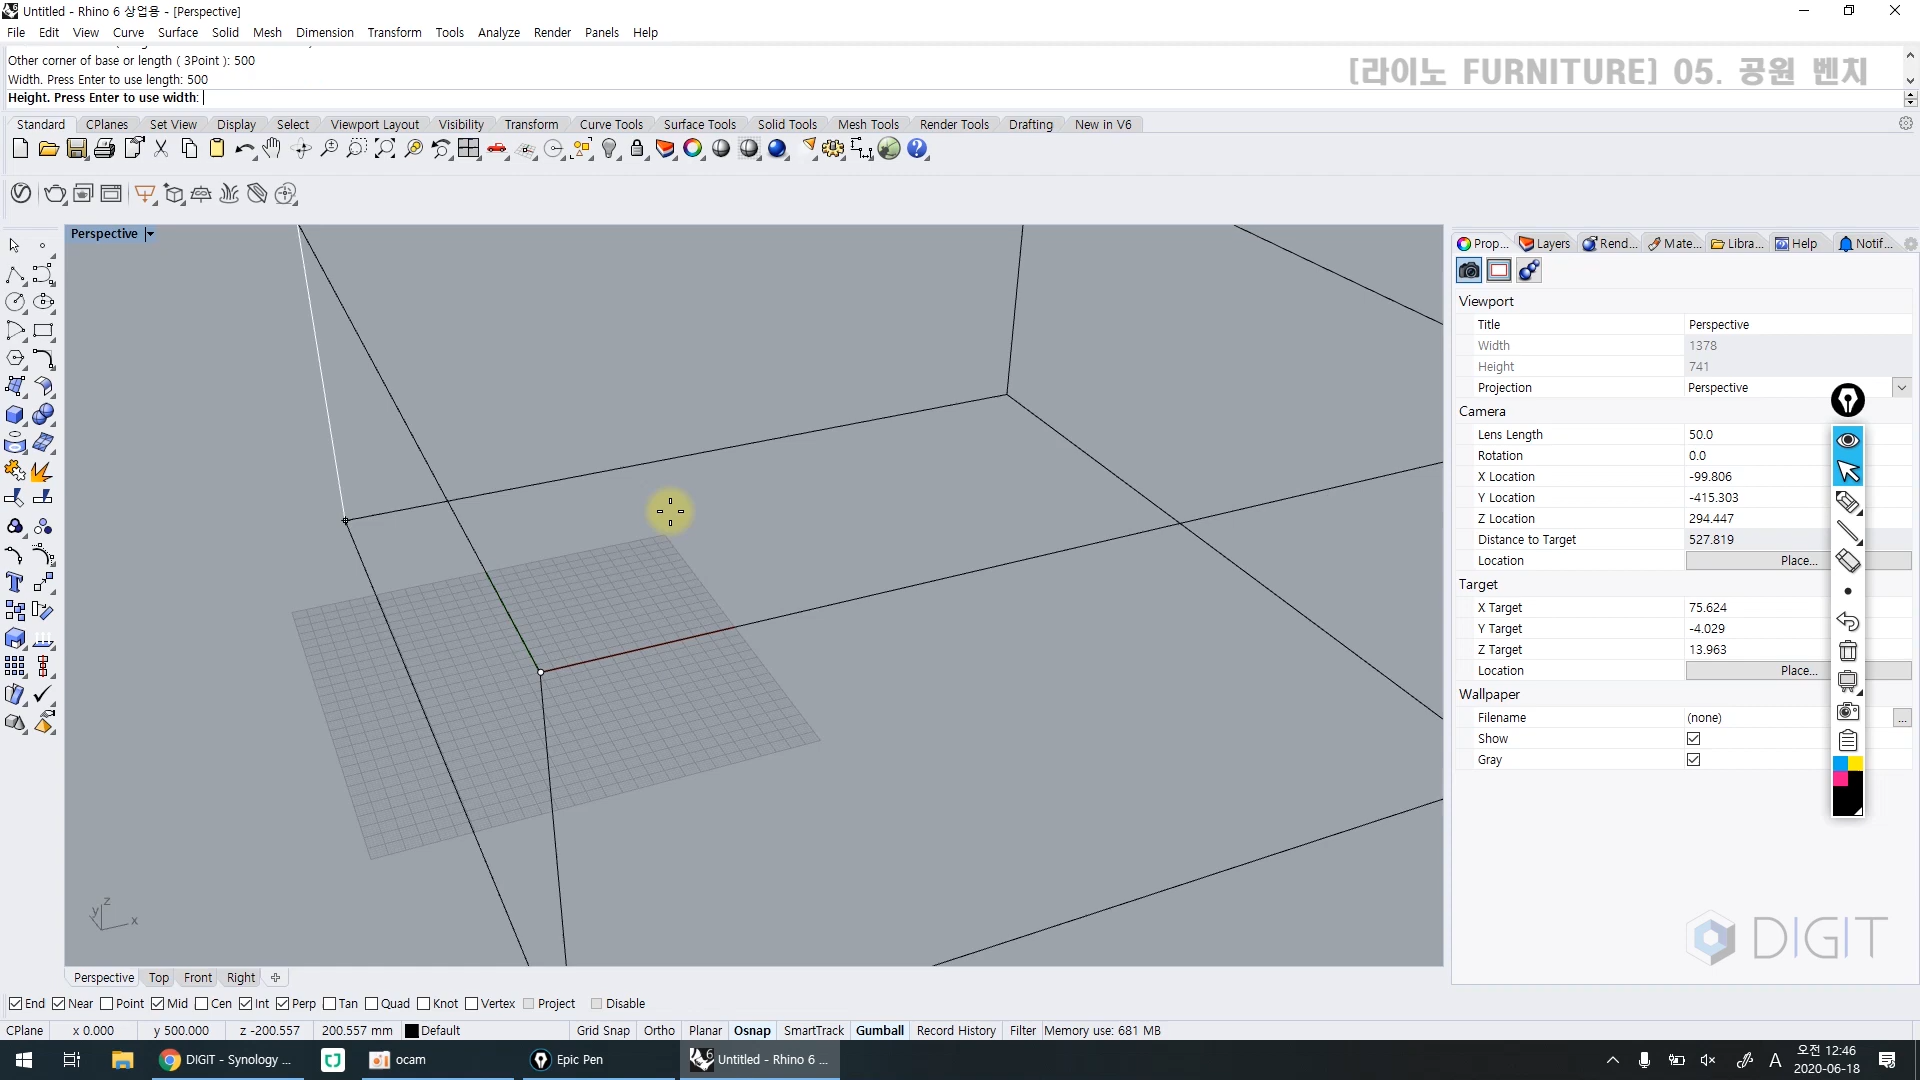 Untitled - Rhino 6 상업용 - [Perspective]
File Edit View Curve Surface Solid Mesh Dimension Transform Tools Analyze Render Panels Help
Other corner of base or length ( 3Point ): 500
Width. Press Enter to use length: 500
Height. Press Enter to use width:
[라이노 FURNITURE] 05. 공원 벤치
Standard CPlanes Set View Display Select Viewport Layout Visibility Transform Curve Tools Surface Tools Solid Tools Mesh Tools Render Tools Drafting New in V6
Perspective
Prop... Layers Rend... Mate... Libra... Help Notif...
Viewport
Title Perspective
Width 1378
Height 741
Projection Perspective
Camera
Lens Length 50.0
Rotation 0.0
X Location -99.806
Y Location -415.303
Z Location 294.447
Distance to Target 527.819
Location Place...
Target
X Target 75.624
Y Target -4.029
Z Target 13.963
Location Place...
Wallpaper
Filename (none) ...
Show
Gray
z
y
x
DIGIT
Perspective Top Front Right
End Near Point Mid Cen Int Perp Tan Quad Knot Vertex Project Disable
CPlane x 0.000 y 500.000 z -200.557 200.557 mm Default Grid Snap Ortho Planar Osnap SmartTrack Gumball Record History Filter Memory use: 681 MB
DIGIT - Synology ... ocam Epic Pen Untitled - Rhino 6 ... A 오전 12:46
2020-06-18